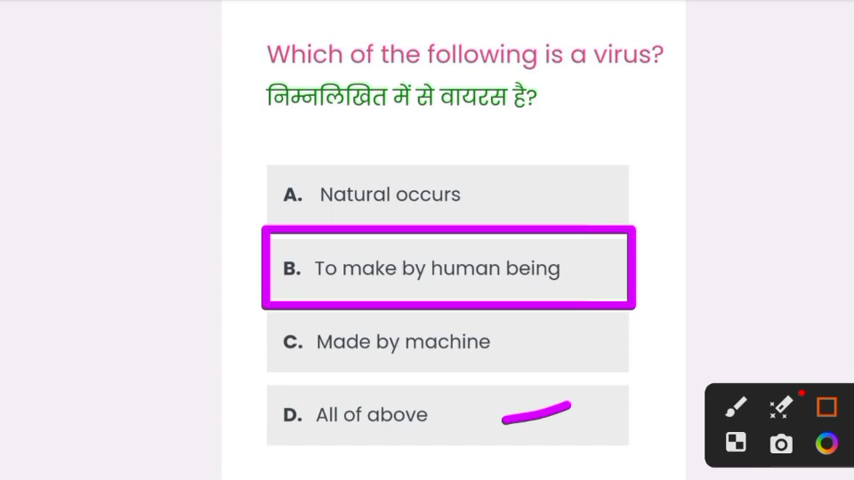 Which of the following is a virus?
निम्नलिखित में से वायरस है?
A. Natural occurs
B. To make by human being
C. Made by machine
D. All of above